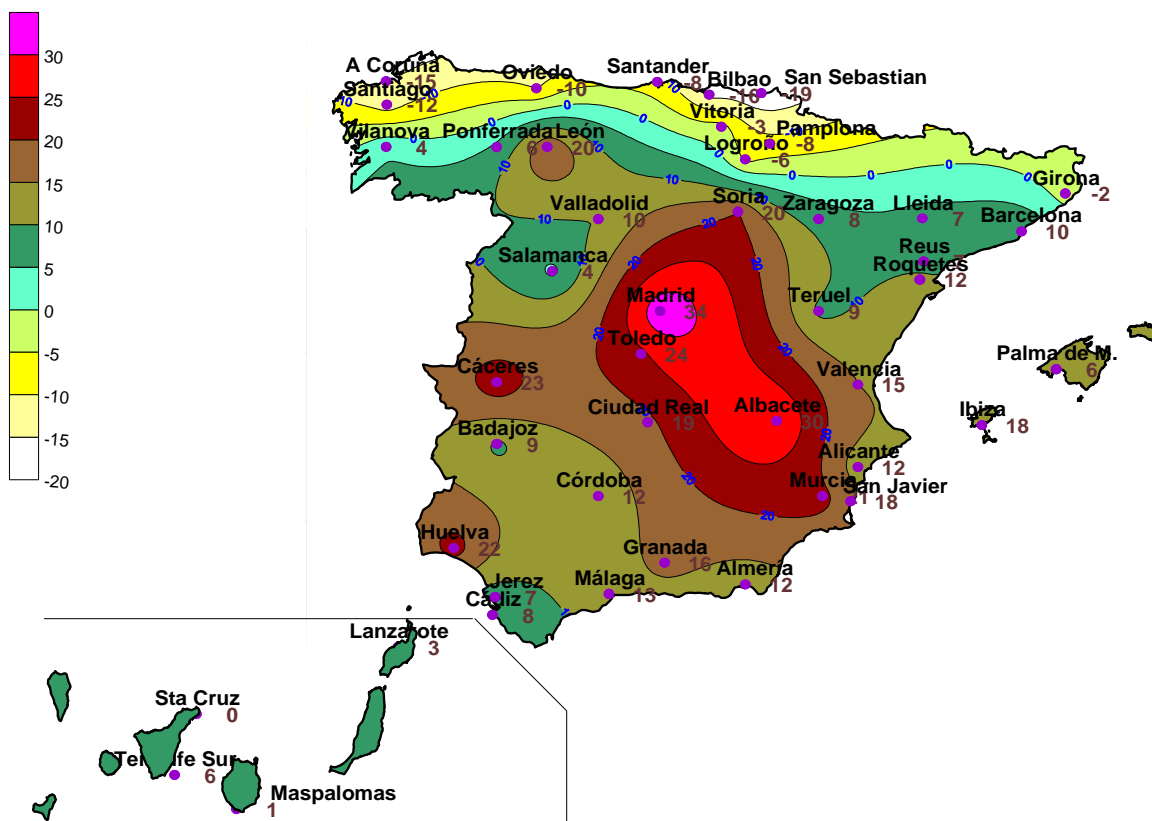 30
25
20
15
10
5
0
-5
-10
-15
-20
A Coruña -15
Santiago -12
Oviedo -10
Santander -8
Bilbao -16
San Sebastian -19
Vitoria -3
Pamplona -8
Logroño -6
Vilanova 4
Ponferrada 6
León 20
Girona -2
Valladolid 10
Soria 20
Zaragoza 8
Lleida 7
Barcelona 10
Salamanca 4
Reus
Roquetes 12
Madrid 34
Teruel 9
Toledo 24
Cáceres 23
Valencia 15
Palma de M. 6
Ciudad Real 19
Albacete 30
Ibiza 18
Badajoz 9
Alicante 12
Córdoba 12
Murcia
San Javier 18
Huelva 22
Granada 16
Almería 12
Jerez 7
Málaga 13
Cádiz 8
Lanzarote 3
Sta Cruz 0
Sur 6
Maspalomas 1